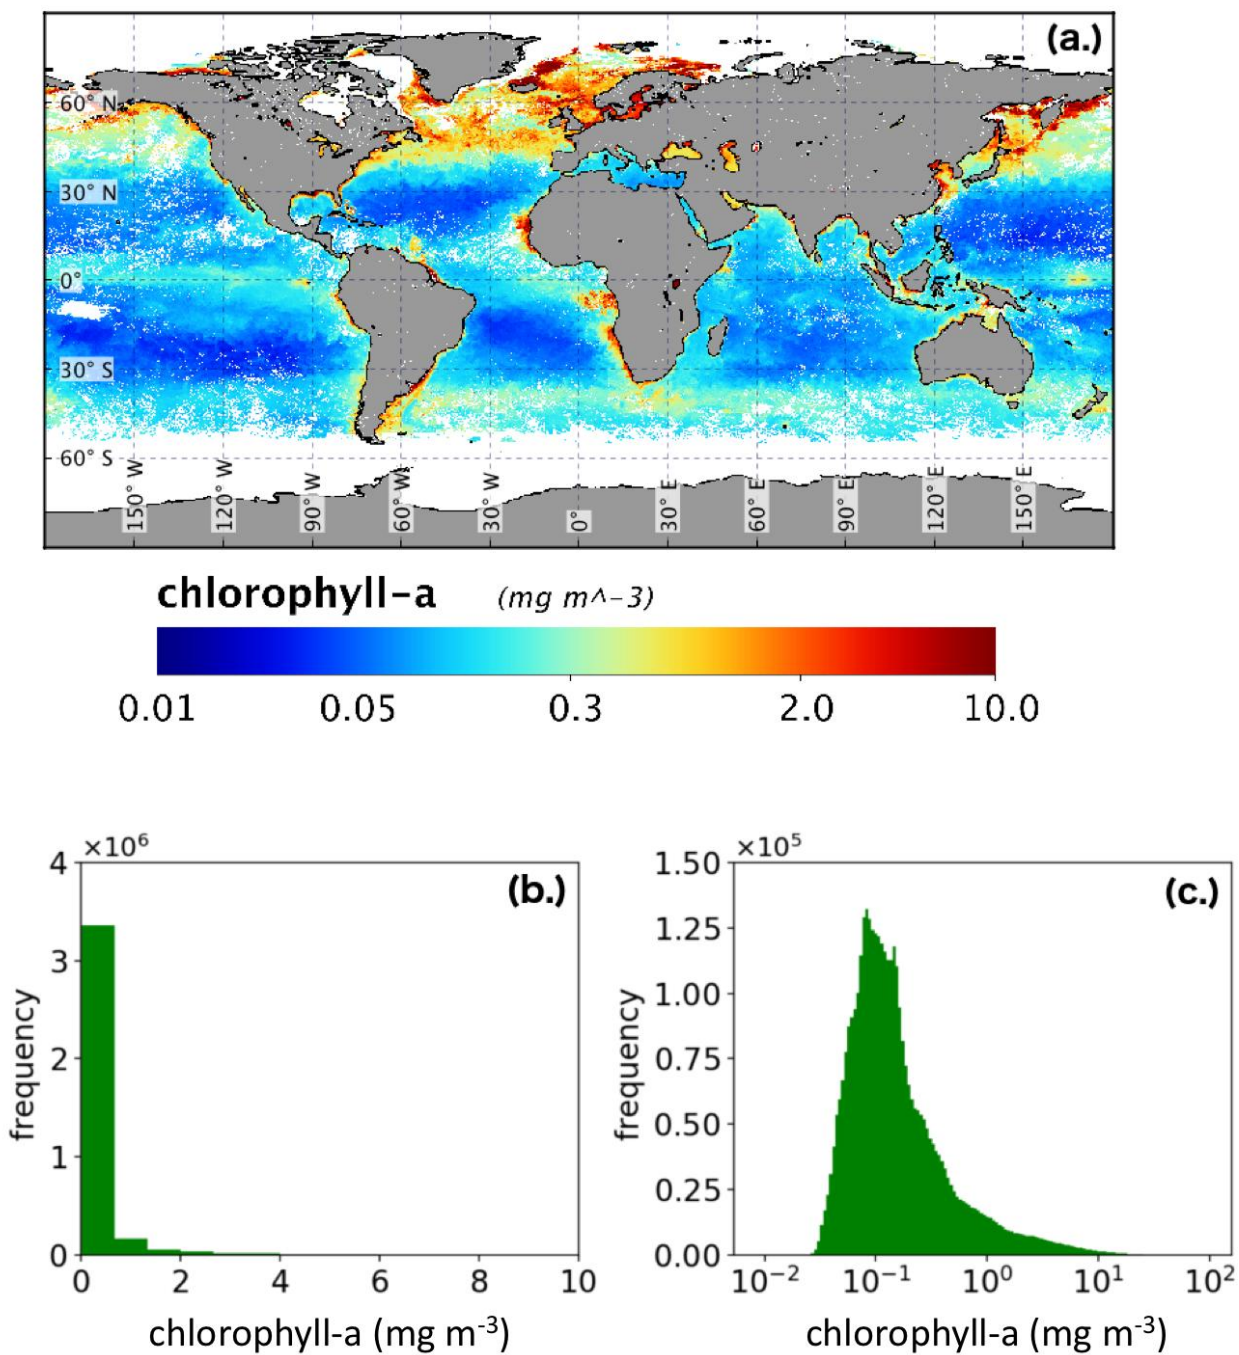 (a.)
60° N
30° N
0°
30° S
60° S
150° W 120° W 90° W 60° W 30° W 0° 30° E 60° E 90° E 120° E 150° E
chlorophyll-a (mg m^-3)
0.01 0.05 0.3 2.0 10.0
×10⁶
(b.)
4
3
2
1
0
frequency
0 2 4 6 8 10
chlorophyll-a (mg m⁻³)
×10⁵
(c.)
1.50
1.25
1.00
0.75
0.50
0.25
0.00
frequency
10⁻² 10⁻¹ 10⁰ 10¹ 10²
chlorophyll-a (mg m⁻³)